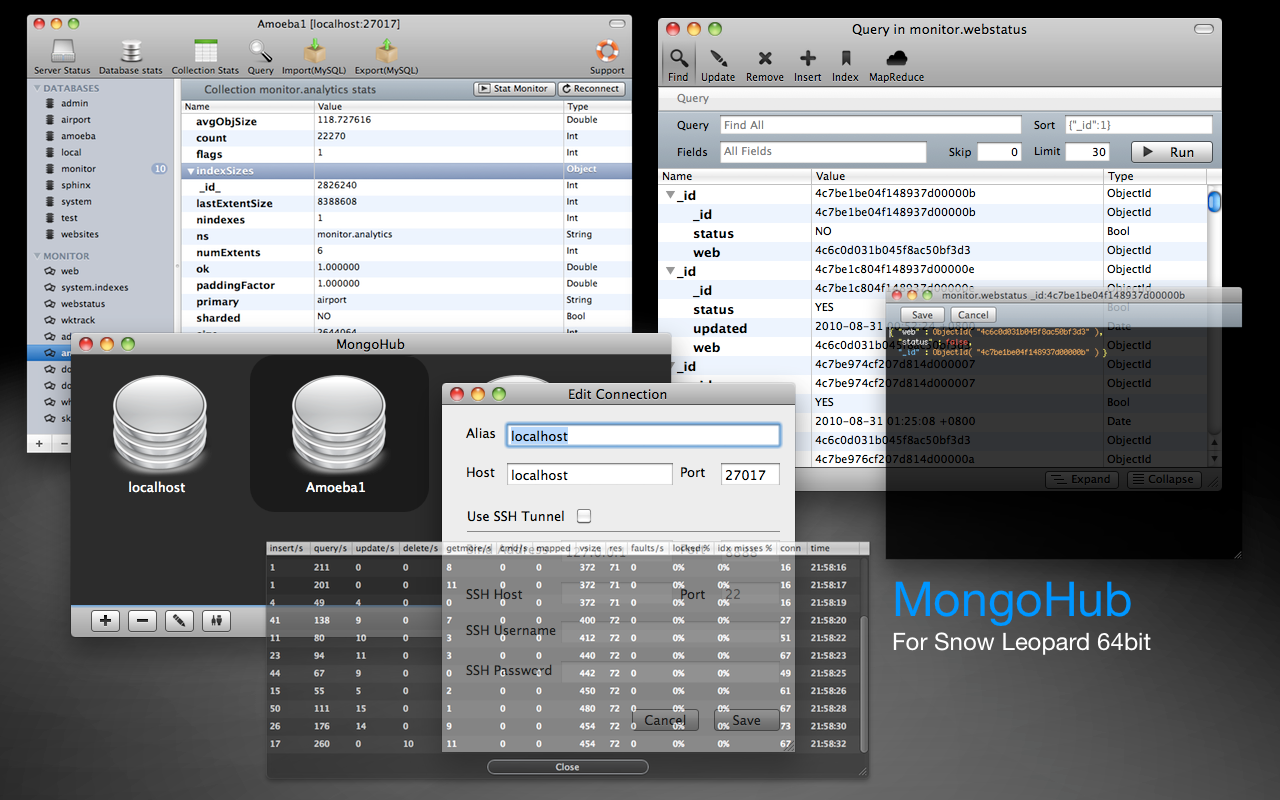 Amoeba1 [localhost:27017]
Server Status Database stats Collection Stats Query Import(MySQL) Export(MySQL) Support
DATABASES
admin
airport
amoeba
local
monitor 10
sphinx
system
test
websites
MONITOR
web
system.indexes
webstatus
wktrack
Collection monitor.analytics stats Stat Monitor Reconnect
Name Value Type
avgObjSize 118.727616 Double
count 22270 Int
flags 1 Int
indexSizes Object
_id_ 2826240 Int
lastExtentSize 8388608 Int
nindexes 1 Int
ns monitor.analytics String
numExtents 6 Int
ok 1.000000 Double
paddingFactor 1.000000 Double
primary airport String
sharded NO Bool
2644064 Int
Query in monitor.webstatus
Find Update Remove Insert Index MapReduce
Query
Query Find All Sort {"_id":1}
Fields All Fields Skip 0 Limit 30 Run
Name Value Type
_id 4c7be1be04f148937d00000b ObjectId
_id 4c7be1be04f148937d00000b ObjectId
status NO Bool
web 4c6c0d031b045f8ac50bf3d3 ObjectId
_id 4c7be1c804f148937d00000e ObjectId
_id 4c7be1c804f148937d00000e ObjectId
status YES Bool
updated 2010-08-31 +0800 Date
web 4c6c0d031b045f8ac50bf3d3 ObjectId
_id 4c7be974cf207d814d000007 ObjectId
4c7be974cf207d814d000007 ObjectId
YES Bool
2010-08-31 01:25:08 +0800 Date
4c6c0d031b045f8ac50bf3d3 ObjectId
4c7be976cf207d814d00000a ObjectId
Expand Collapse
monitor.webstatus _id:4c7be1be04f148937d00000b
Save Cancel
{ "web" : ObjectId( "4c6c0d031b045f8ac50bf3d3" ),
"status" : false,
"_id" : ObjectId( "4c7be1be04f148937d00000b" ) }
MongoHub
localhost
Amoeba1
Edit Connection
Alias localhost
Host localhost Port 27017
Use SSH Tunnel
SSH Host Port 22
SSH Username
SSH Password
Cancel Save
insert/s query/s update/s delete/s getmore/s cmd/s mapped vsize res faults/s locked % idx misses % conn time
1 211 0 0 8 0 0 372 71 0 0% 0% 16 21:58:16
1 201 0 0 11 0 0 372 71 0 0% 0% 16 21:58:17
4 49 4 0 0 0 0 372 71 0 0% 0% 16 21:58:19
41 138 9 0 7 0 0 400 72 0 0% 0% 27 21:58:20
11 80 10 0 3 0 0 412 72 0 0% 0% 51 21:58:22
23 94 11 0 3 0 0 440 72 0 0% 0% 67 21:58:23
44 67 9 0 0 0 0 442 72 0 0% 0% 49 21:58:25
15 55 5 0 2 0 0 450 72 0 0% 0% 61 21:58:26
50 111 15 0 1 0 0 480 72 0 0% 0% 67 21:58:28
26 176 14 0 9 0 0 454 72 0 0% 0% 73 21:58:30
17 260 0 10 11 0 0 454 72 0 0% 0% 67 21:58:32
Close
MongoHub
For Snow Leopard 64bit